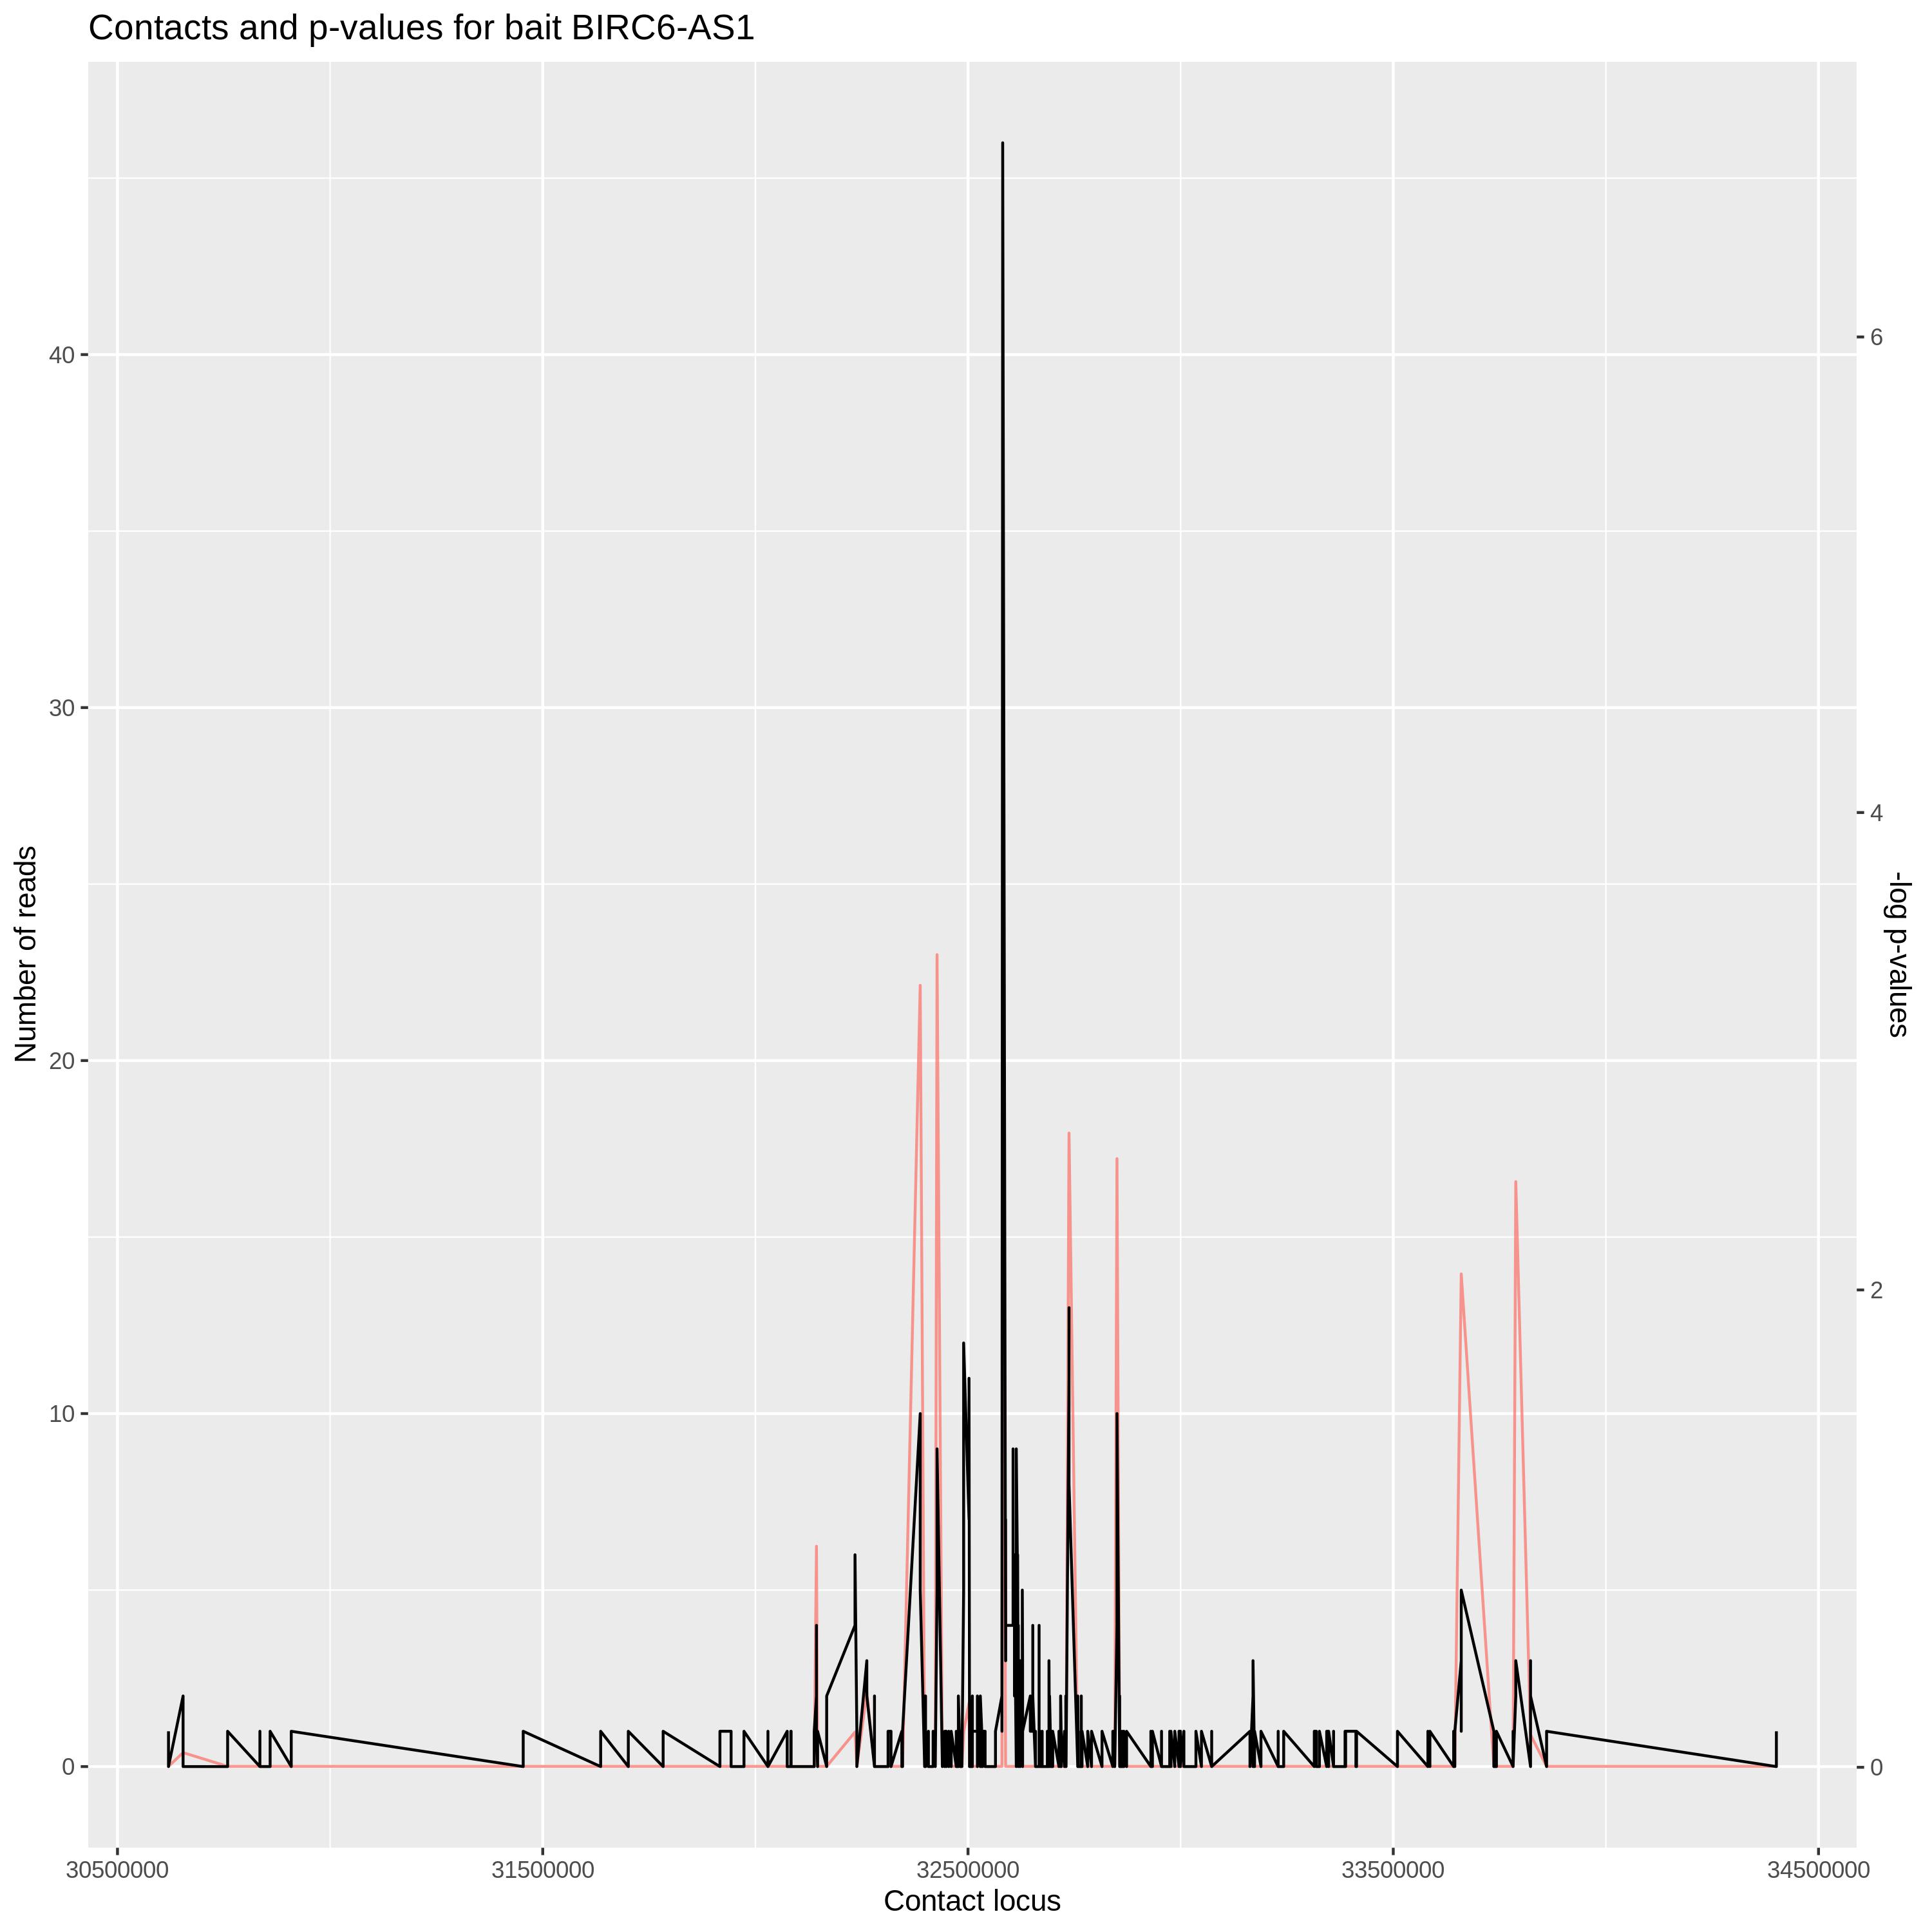 Contacts and p-values for bait BIRC6-AS1
Number of reads
40
30
20
10
0
6
4
2
0
-log p-values
30500000 31500000 32500000 33500000 34500000
Contact locus